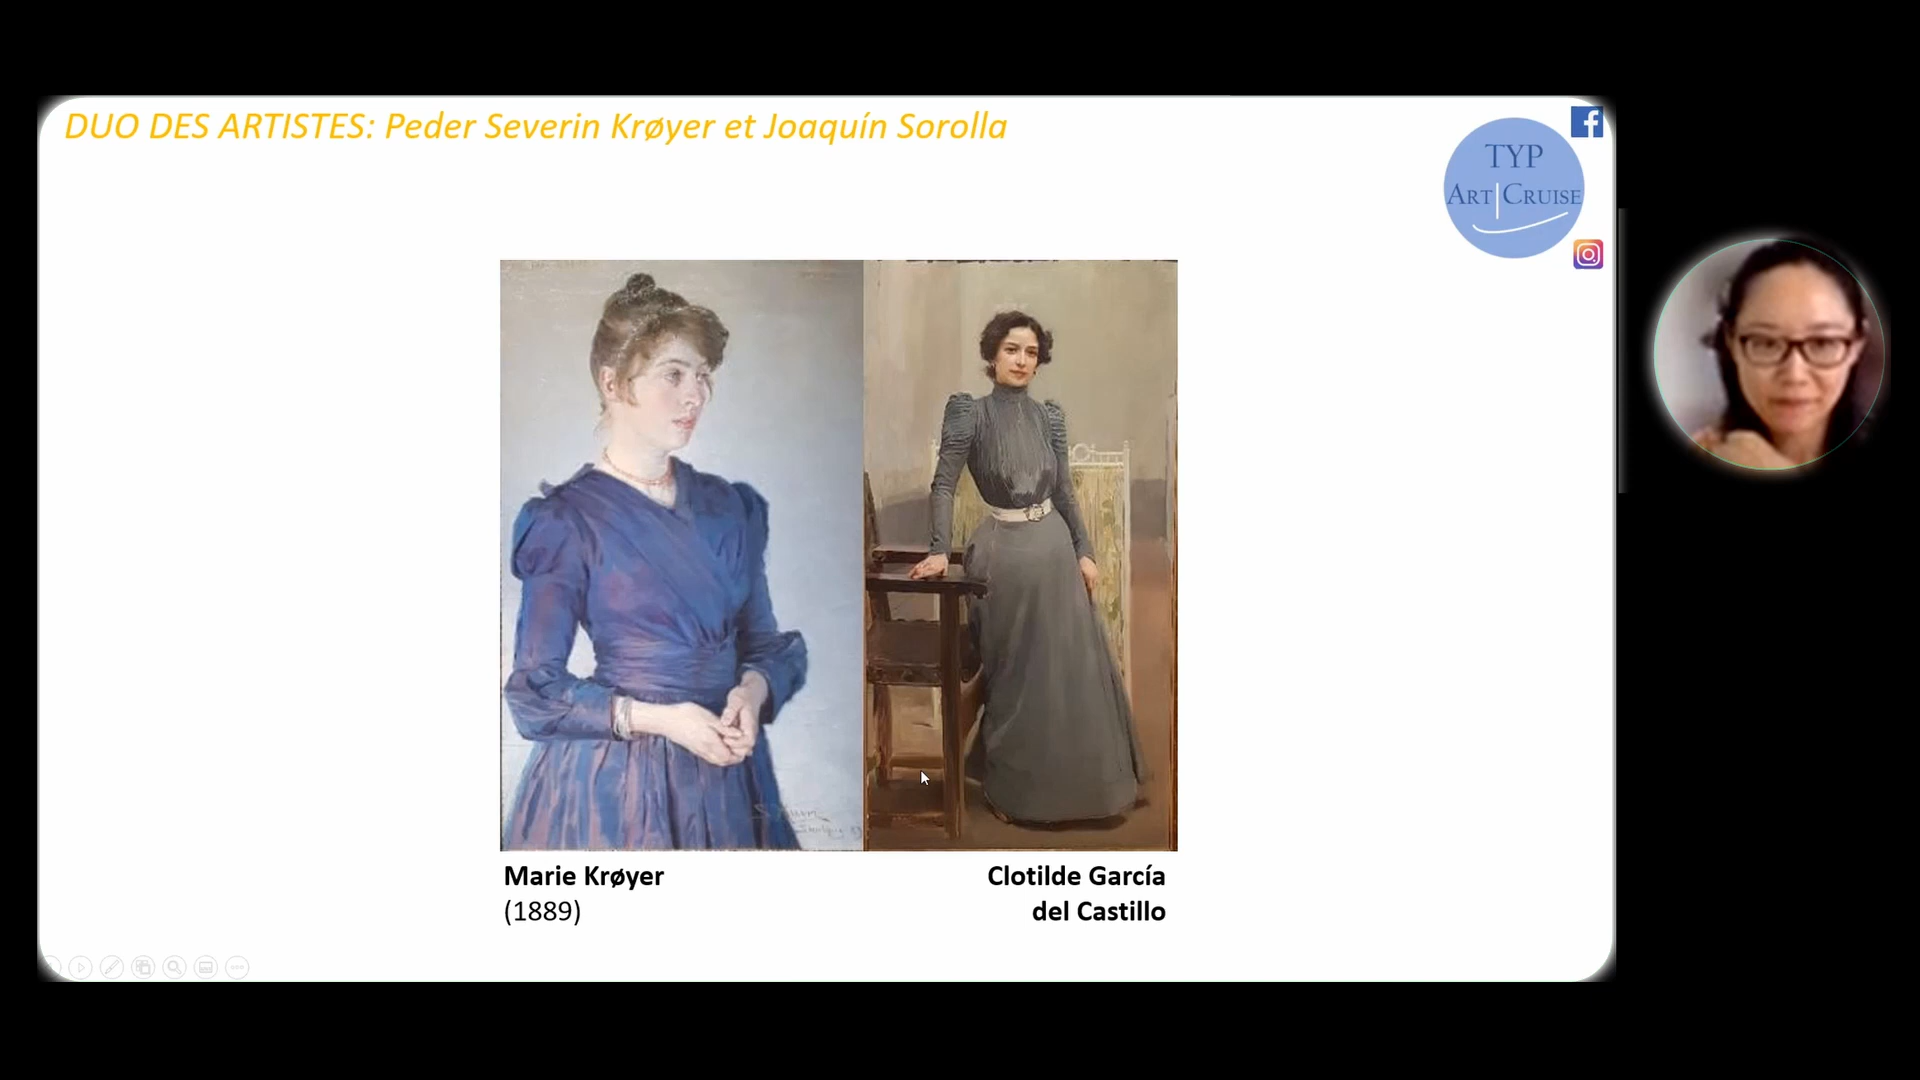 DUO DES ARTISTES: Peder Severin Krøyer et Joaquín Sorolla
TYP
ART CRUISE
Marie Krøyer
(1889)
Clotilde García
del Castillo